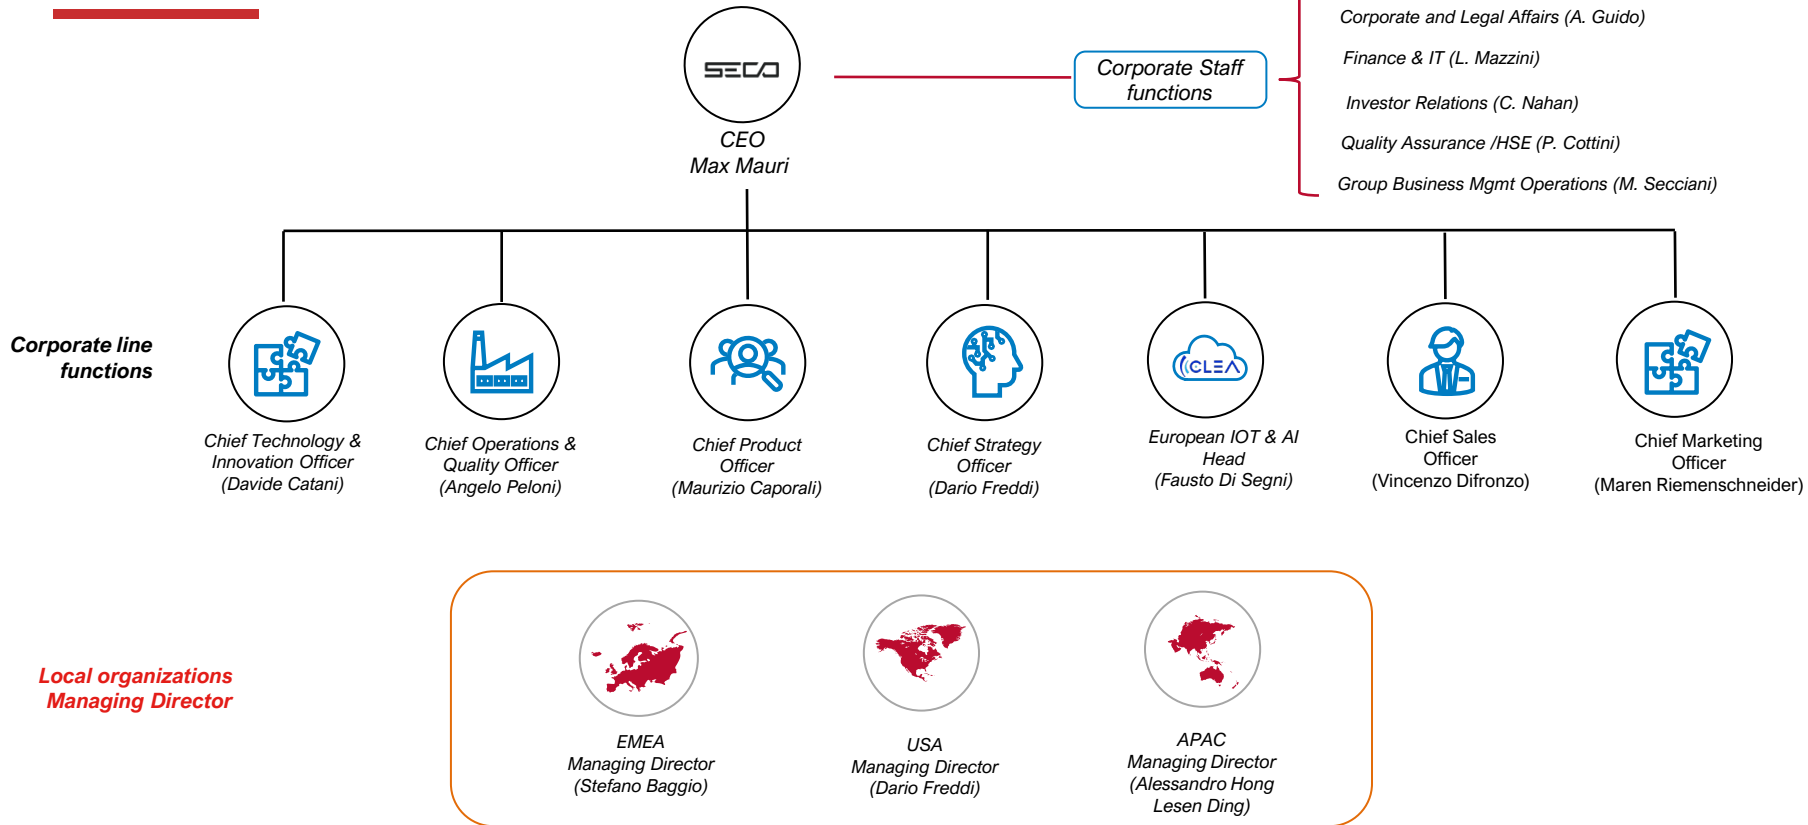 SECO
CEO
Max Mauri
Corporate Staff
functions
Corporate and Legal Affairs (A. Guido)
Finance & IT (L. Mazzini)
Investor Relations (C. Nahan)
Quality Assurance /HSE (P. Cottini)
Group Business Mgmt Operations (M. Secciani)
Corporate line
functions
Chief Technology &
Innovation Officer
(Davide Catani)
Chief Operations &
Quality Officer
(Angelo Peloni)
Chief Product
Officer
(Maurizio Caporali)
Chief Strategy
Officer
(Dario Freddi)
CLEA
European IOT & AI
Head
(Fausto Di Segni)
Chief Sales
Officer
(Vincenzo Difronzo)
Chief Marketing
Officer
(Maren Riemenschneider)
Local organizations
Managing Director
EMEA
Managing Director
(Stefano Baggio)
USA
Managing Director
(Dario Freddi)
APAC
Managing Director
(Alessandro Hong
Lesen Ding)